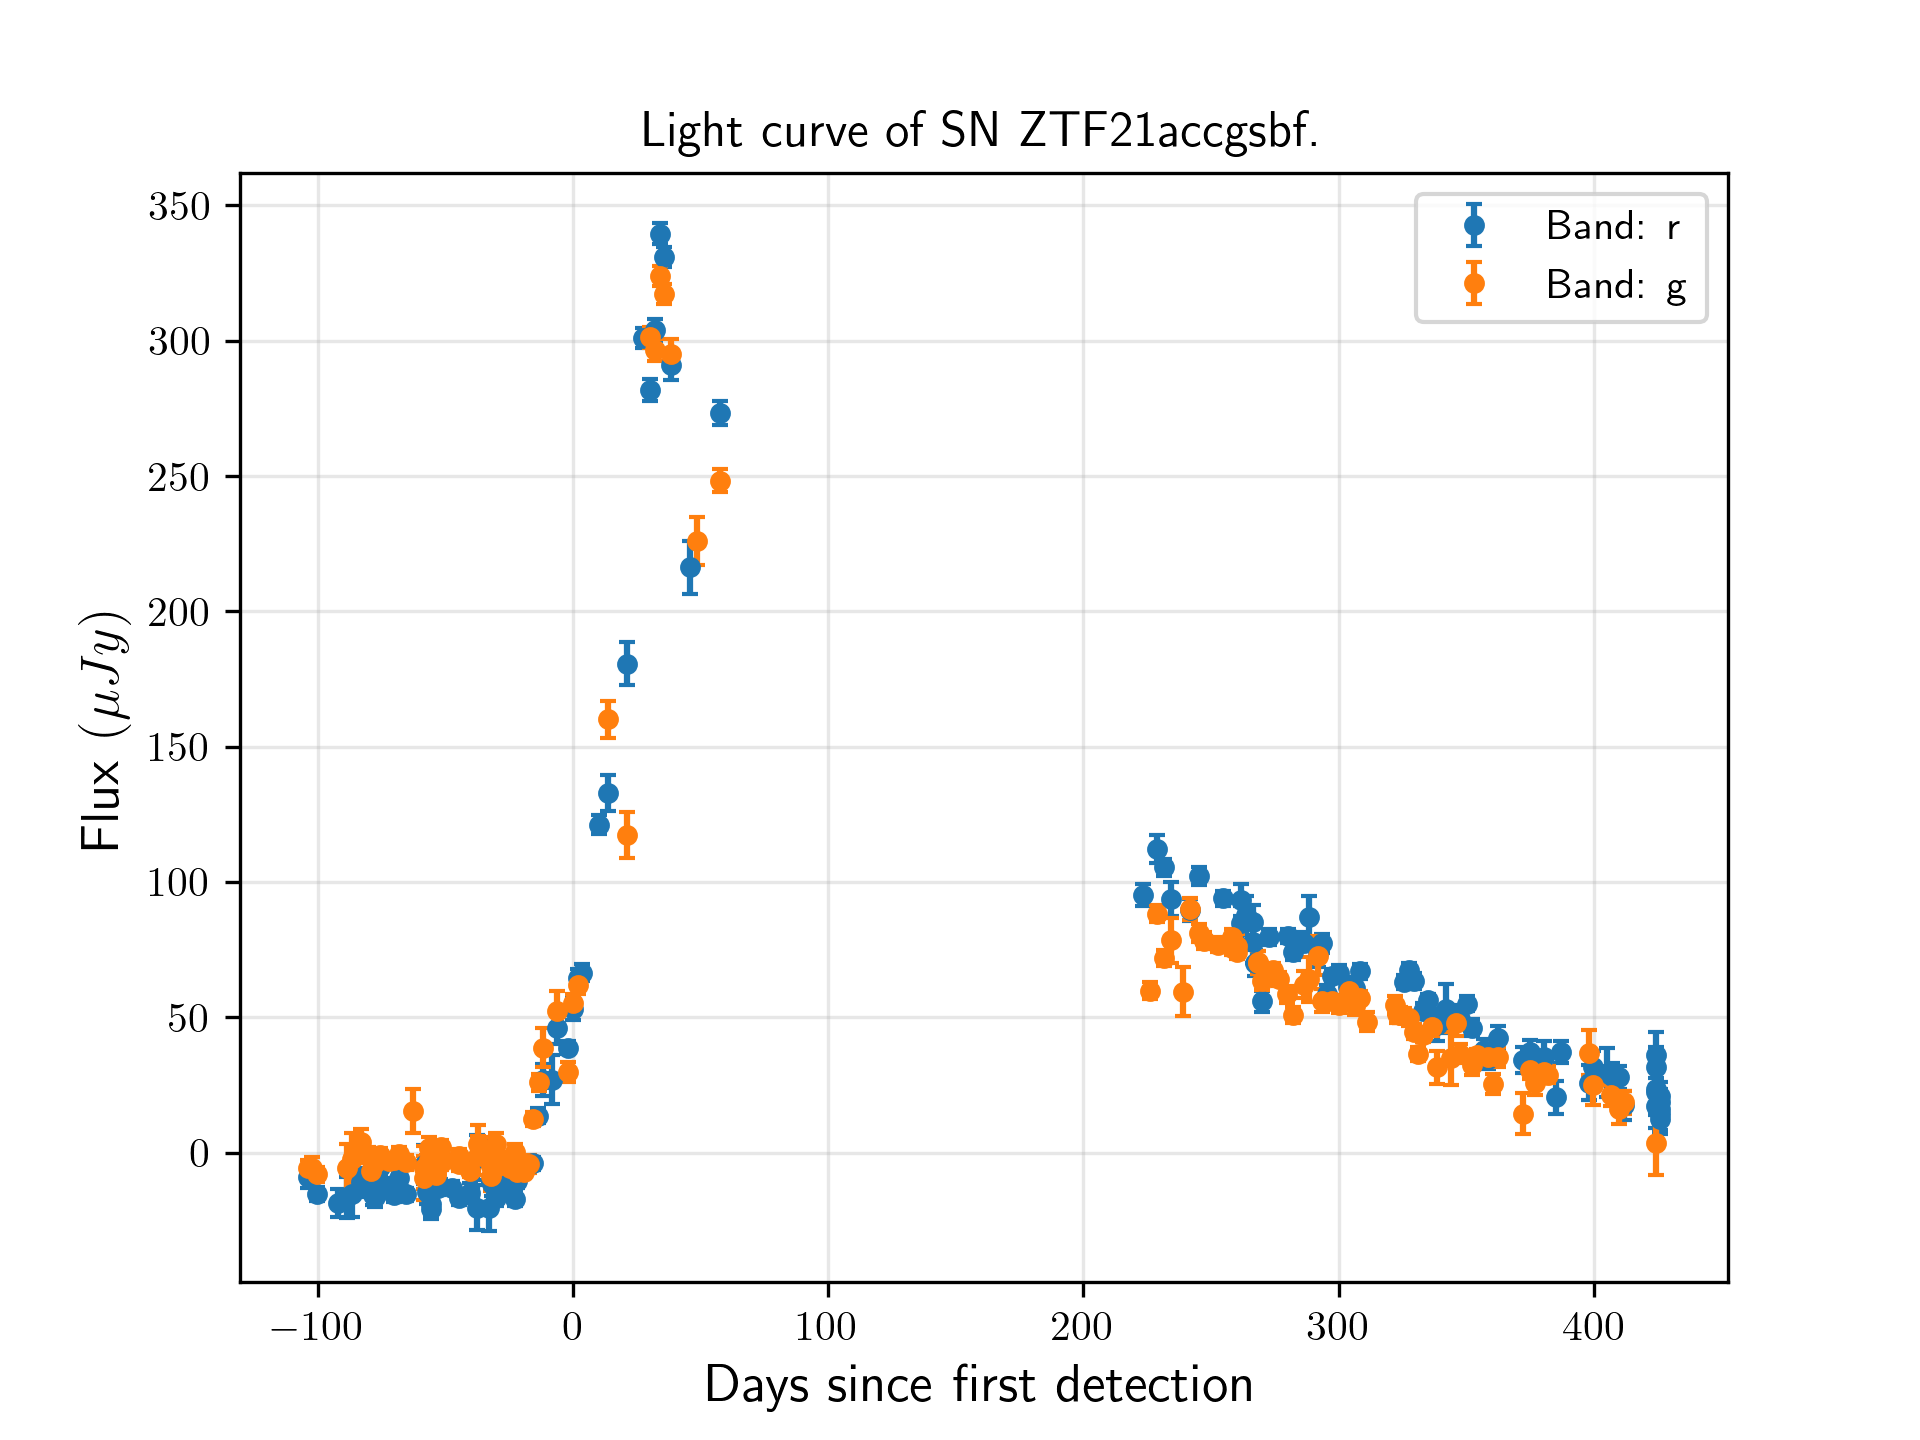 Light curve of SN ZTF21accgsbf.
Band: r
Band: g
Flux (μJy)
350
300
250
200
150
100
50
0
−100
0
100
200
300
400
Days since first detection